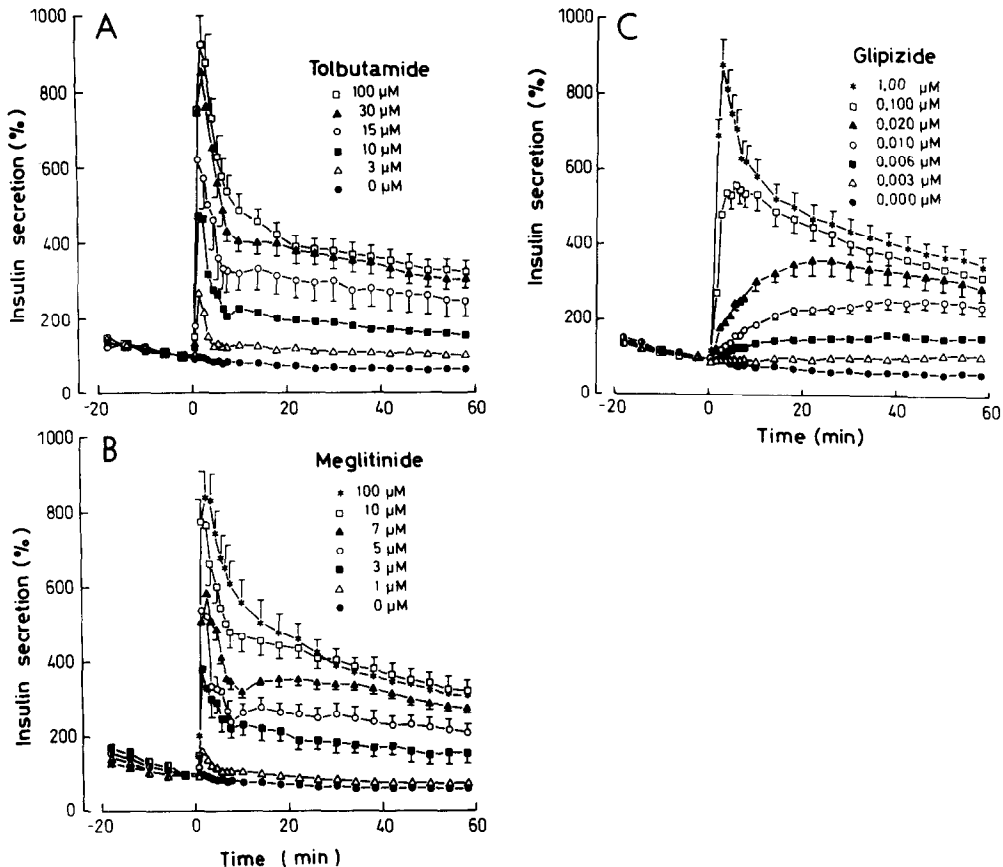 A
Insulin secretion (%)
1000
800
600
400
200
0
Tolbutamide
100 µM
30 µM
15 µM
10 µM
3 µM
0 µM
-20
0
20
40
60
B
Insulin secretion (%)
1000
800
600
400
200
0
Meglitinide
100 µM
10 µM
7 µM
5 µM
3 µM
1 µM
0 µM
-20
0
20
40
60
Time (min)
C
Insulin secretion (%)
1000
800
600
400
200
0
Glipizide
1.00 µM
0.100 µM
0.020 µM
0.010 µM
0.006 µM
0.003 µM
0.000 µM
-20
0
20
40
60
Time (min)